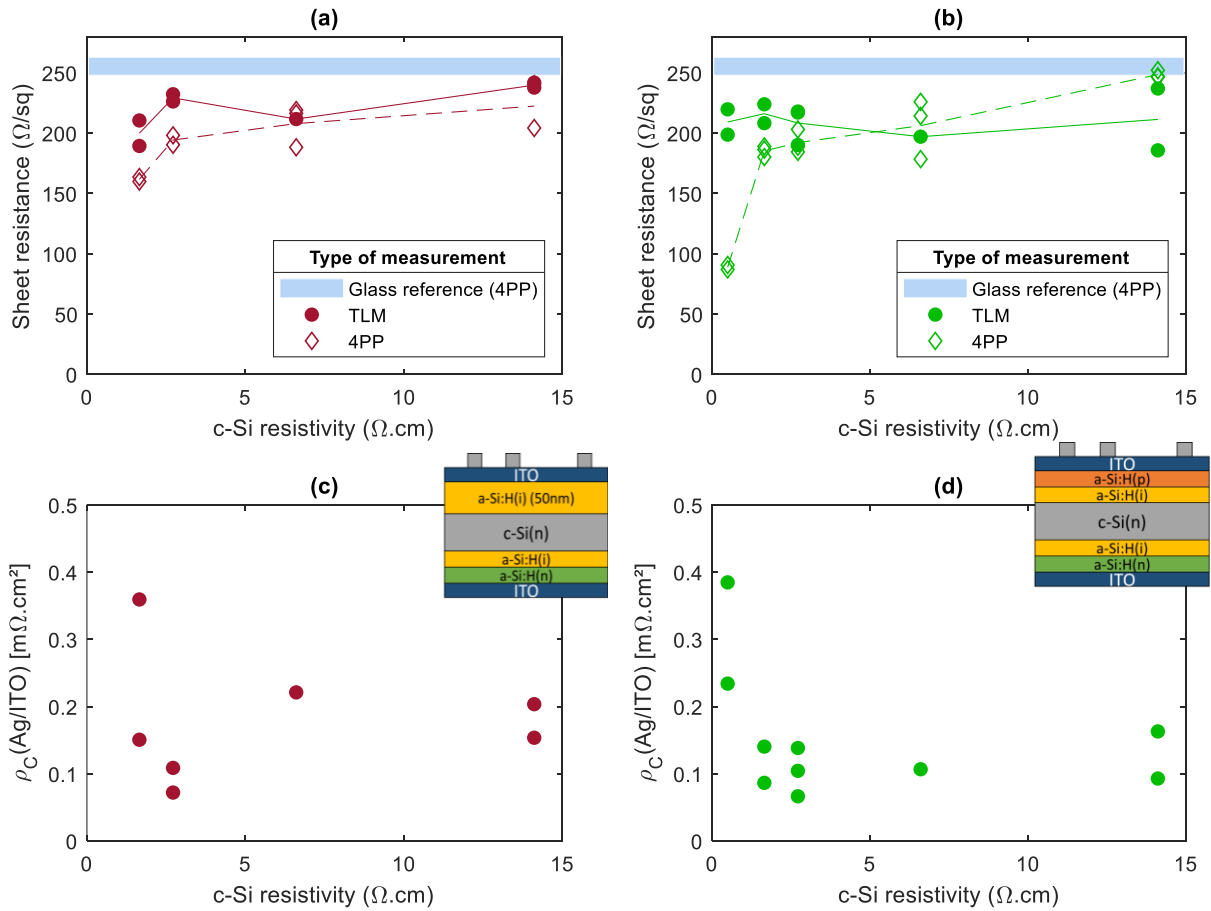 (a)
Sheet resistance (Ω/sq)
250
200
150
100
50
0
Type of measurement
Glass reference (4PP)
TLM
4PP
0 5 10 15
c-Si resistivity (Ω.cm)
(b)
Sheet resistance (Ω/sq)
250
200
150
100
50
0
Type of measurement
Glass reference (4PP)
TLM
4PP
0 5 10 15
c-Si resistivity (Ω.cm)
(c)
ITO
a-Si:H(i) (50nm)
c-Si(n)
a-Si:H(i)
a-Si:H(n)
ITO
ρC(Ag/ITO) [mΩ.cm²]
0.5
0.4
0.3
0.2
0.1
0
0 5 10 15
c-Si resistivity (Ω.cm)
(d)
ITO
a-Si:H(p)
a-Si:H(i)
c-Si(n)
a-Si:H(i)
a-Si:H(n)
ITO
ρC(Ag/ITO) [mΩ.cm²]
0.5
0.4
0.3
0.2
0.1
0
0 5 10 15
c-Si resistivity (Ω.cm)